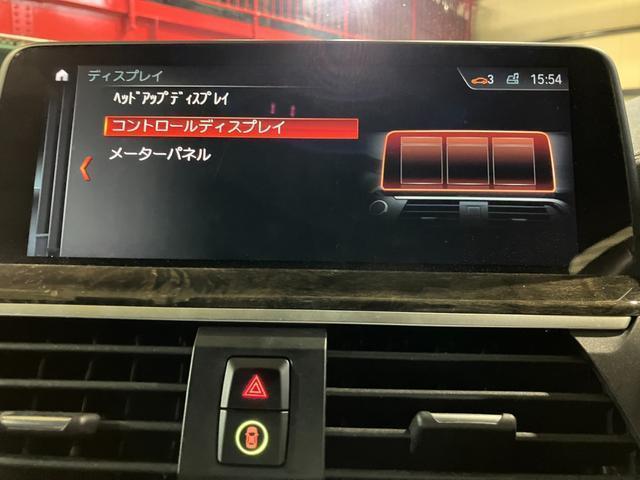 ディスプレイ
3
15:54
ﾍｯﾄﾞｱｯﾌﾟﾃﾞｨｽﾌﾟﾚｲ
コントロールディスプレイ
メーターパネル